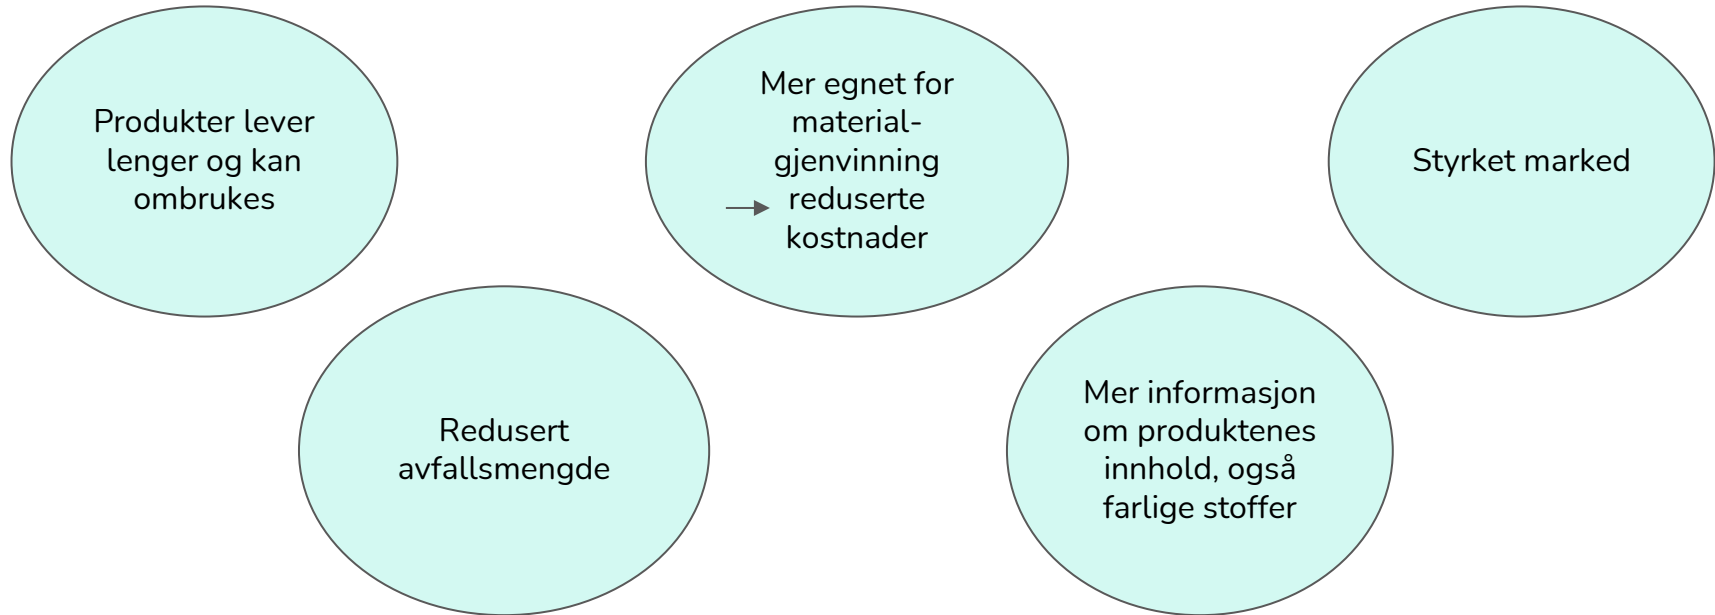 Produkter lever
lenger og kan
ombrukes
Mer egnet for
material-
gjenvinning
→ reduserte
kostnader
Styrket marked
Redusert
avfallsmengde
Mer informasjon
om produktenes
innhold, også
farlige stoffer